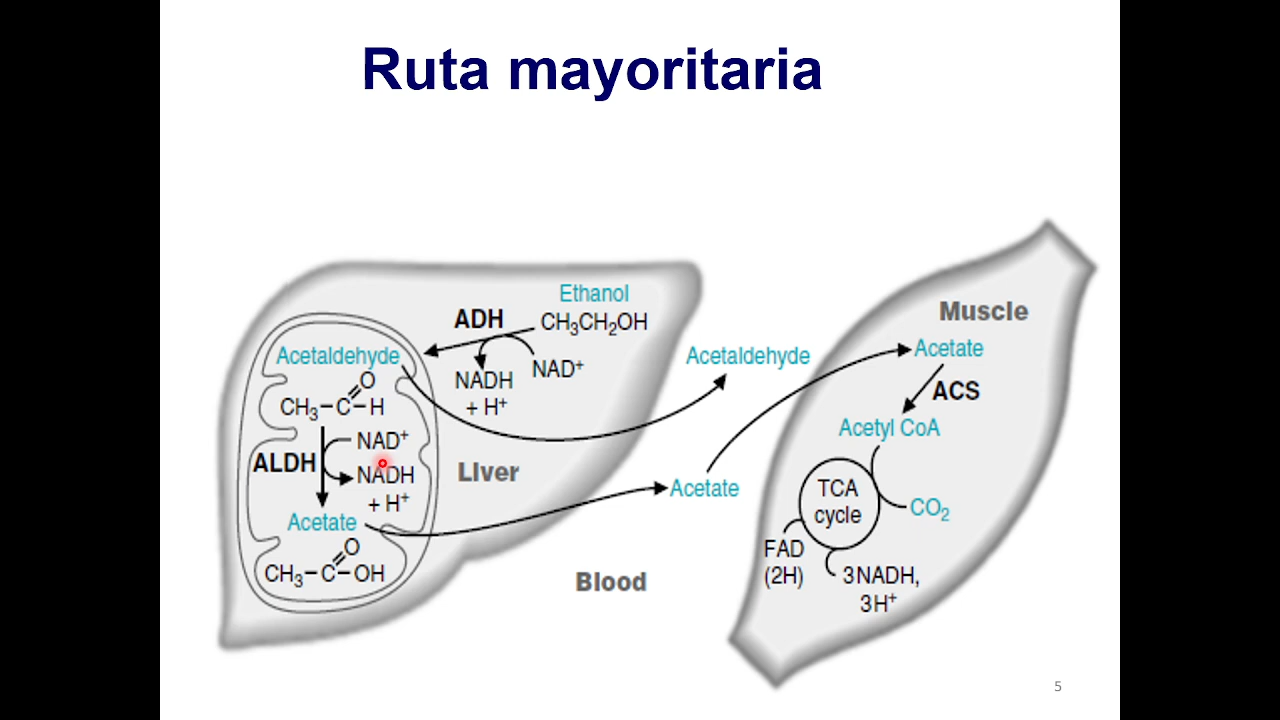 Ruta mayoritaria
Ethanol
CH₃CH₂OH
ADH
NAD⁺
NADH
+ H⁺
Acetaldehyde
O
CH₃–C–H
NAD⁺
ALDH
NADH
+ H⁺
Acetate
O
CH₃–C–OH
LIver
Acetaldehyde
Acetate
Blood
Muscle
Acetate
ACS
Acetyl CoA
TCA
cycle
CO₂
FAD
(2H)
3NADH,
3H⁺
5